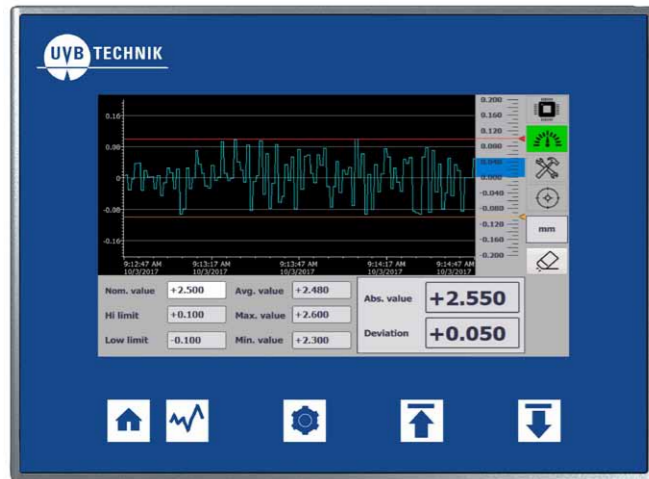 UVB TECHNIK
0.16
0.08
0
-0.08
-0.16
9:12:47 AM 9:13:17 AM 9:13:47 AM 9:14:17 AM 9:14:47 AM
10/3/2017 10/3/2017 10/3/2017 10/3/2017 10/3/2017
0.200
0.160
0.120
0.080
0.040
0.000
-0.040
-0.080
-0.120
-0.160
-0.200
mm
Nom. value +2.500 Avg. value +2.480
Hi limit +0.100 Max. value +2.600
Low limit -0.100 Min. value +2.300
Abs. value +2.550
Deviation +0.050